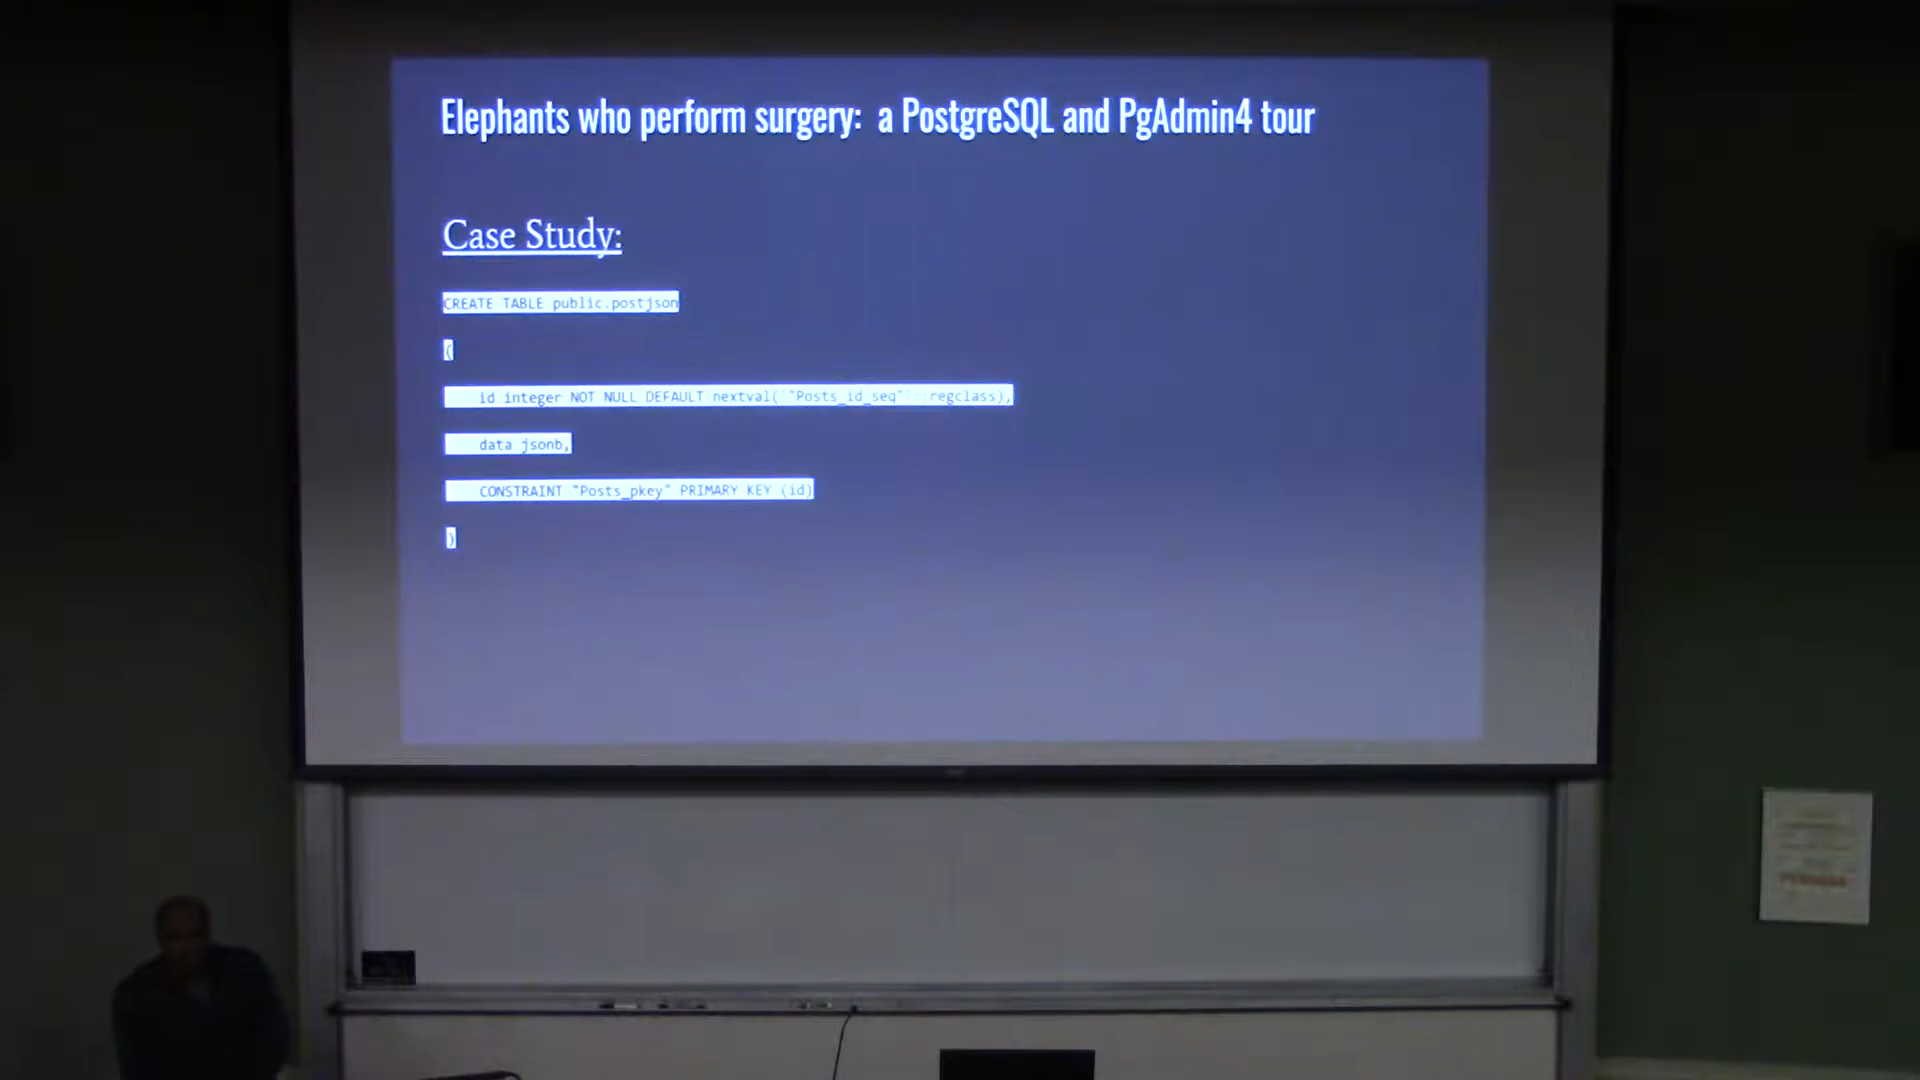 Elephants who perform surgery: a PostgreSQL and PgAdmin4 tour
Case Study:
CREATE TABLE public.postjson
(
id integer NOT NULL DEFAULT nextval('"Posts_id_seq"'::regclass),
data jsonb,
CONSTRAINT "Posts_pkey" PRIMARY KEY (id)
)